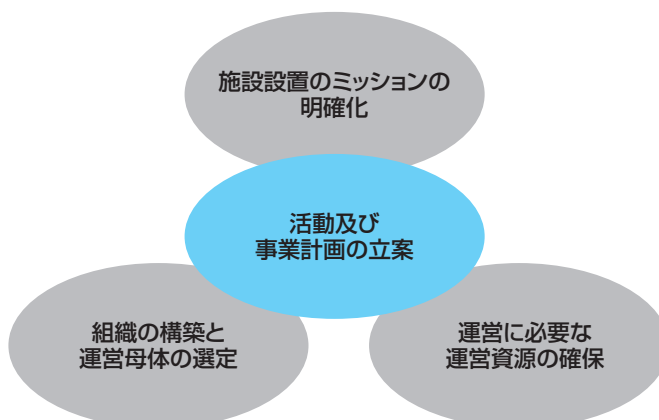 施設設置のミッションの
明確化
活動及び
事業計画の立案
組織の構築と
運営母体の選定
運営に必要な
運営資源の確保